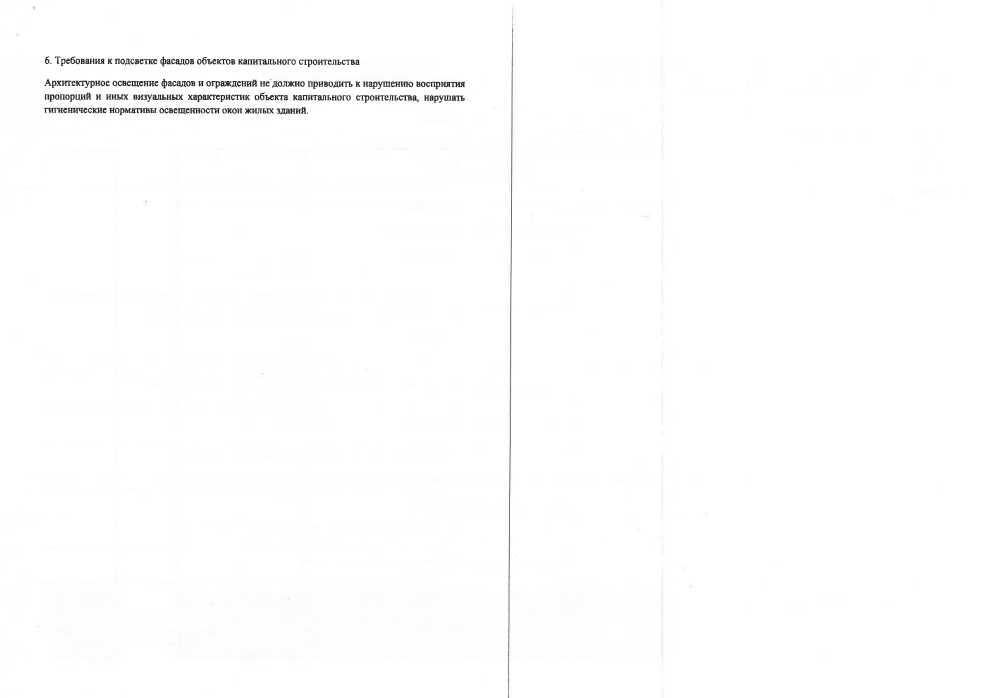 6. Требования к подсветке фасадов объектов капитального строительства
Архитектурное освещение фасадов и ограждений не должно приводить к нарушению восприятия
пропорций и иных визуальных характеристик объекта капитального строительства, нарушать
гигиенические нормативы освещенности окон жилых зданий.